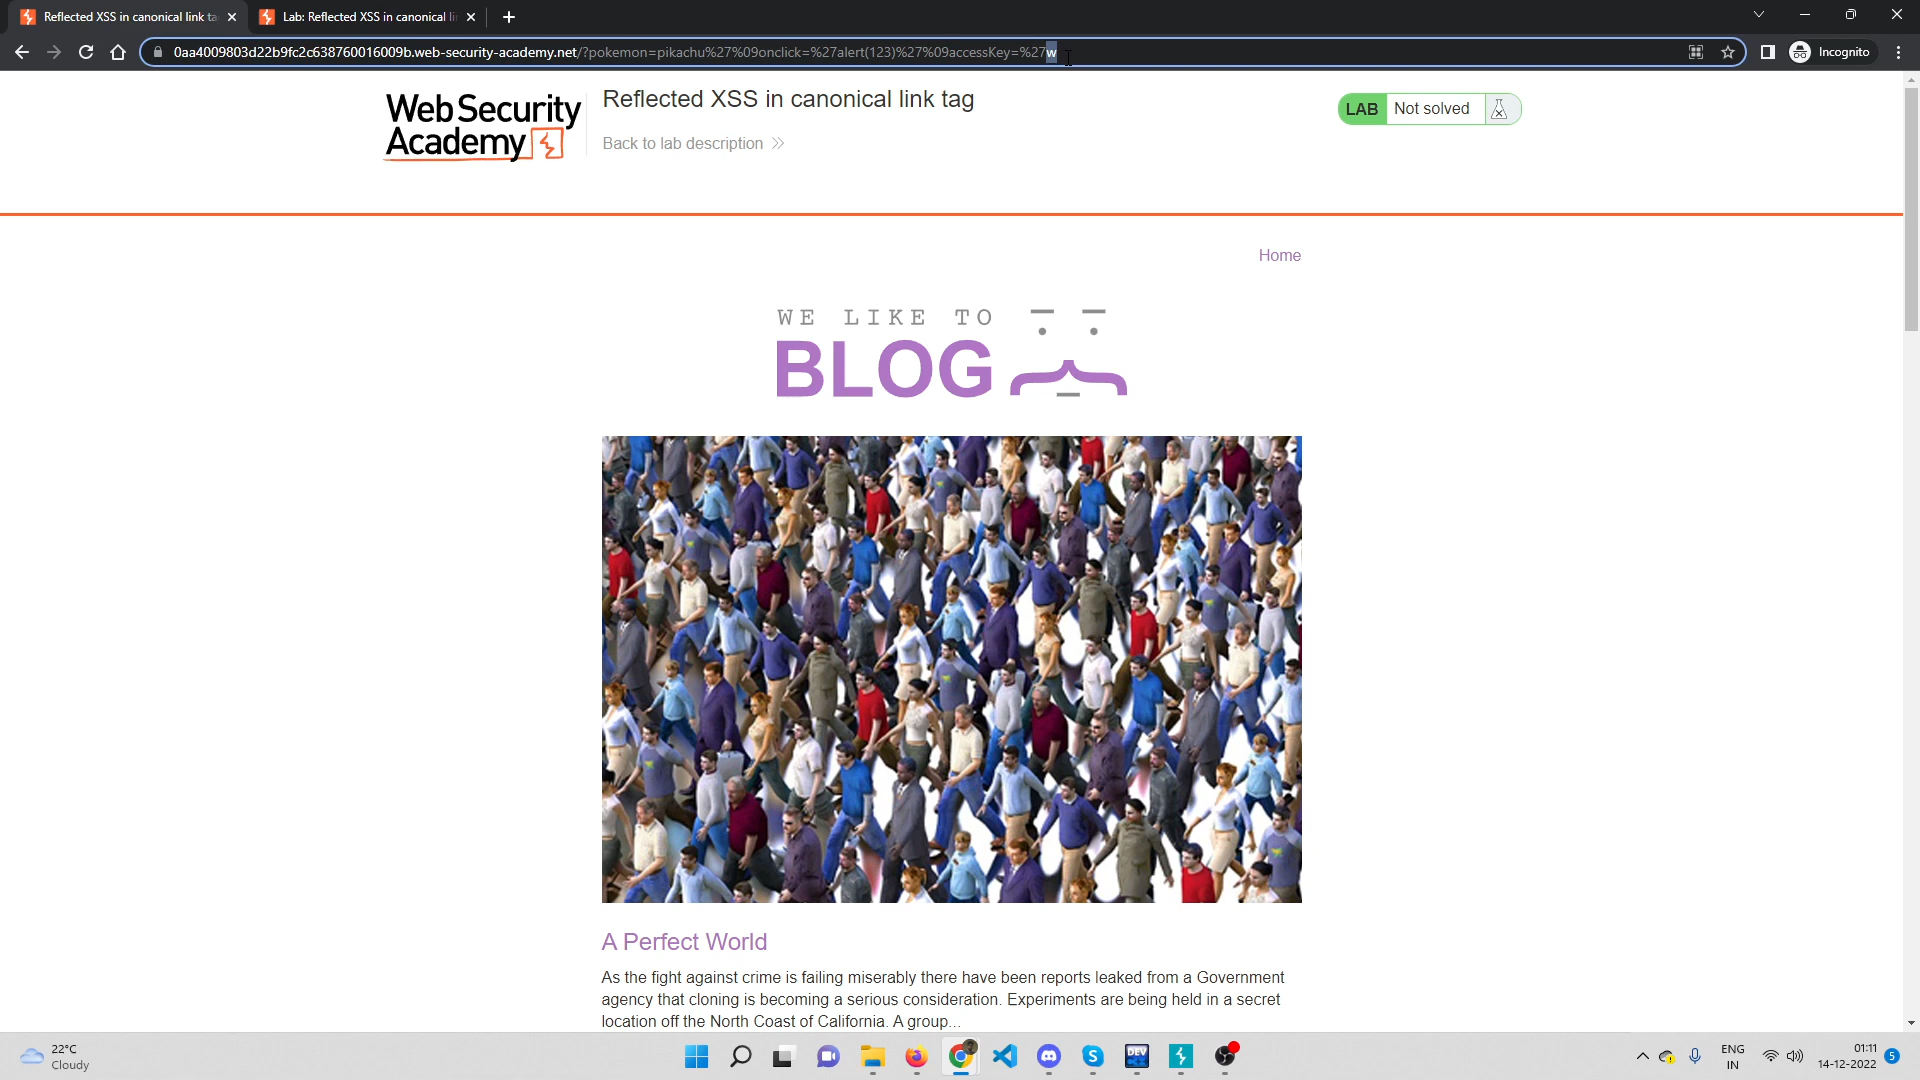 Reflected XSS in canonical link ta
Lab: Reflected XSS in canonical li
0aa4009803d22b9fc2c638760016009b.web-security-academy.net/?pokemon=pikachu%27%09onclick=%27alert(123)%27%09accessKey=%27w
Incognito
WebSecurity
Academy
Reflected XSS in canonical link tag
Back to lab description
LAB
Not solved
Home
WE LIKE TO
BLOG
A Perfect World
As the fight against crime is failing miserably there have been reports leaked from a Government
agency that cloning is becoming a serious consideration. Experiments are being held in a secret
location off the North Coast of California. A group...
22°C
Cloudy
DEV
ENG
IN
01:11
14-12-2022
5